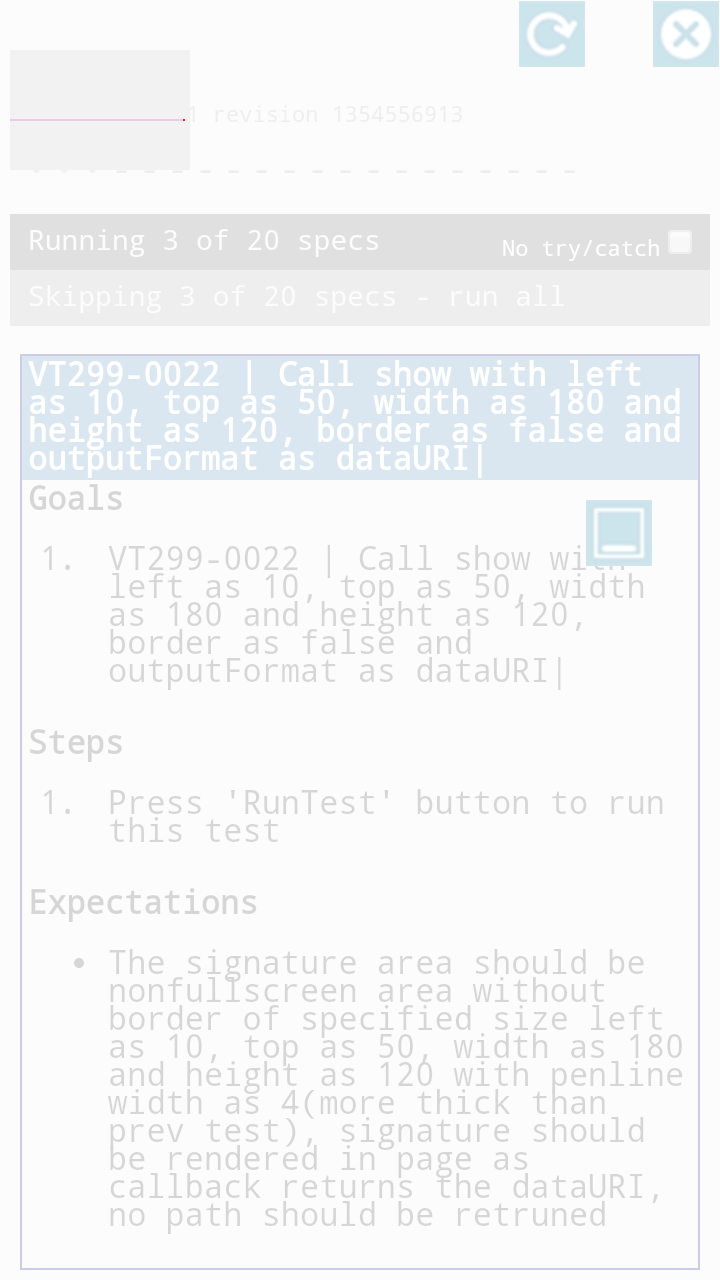 1 revision 1354556913
Running 3 of 20 specs
No try/catch
Skipping 3 of 20 specs - run all
VT299-0022 | Call show with left
as 10, top as 50, width as 180 and
height as 120, border as false and
outputFormat as dataURI|
Goals
1. VT299-0022 | Call show with
left as 10, top as 50, width
as 180 and height as 120,
border as false and
outputFormat as dataURI|
Steps
1. Press 'RunTest' button to run
this test
Expectations
• The signature area should be
nonfullscreen area without
border of specified size left
as 10, top as 50, width as 180
and height as 120 with penline
width as 4(more thick than
prev test), signature should
be rendered in page as
callback returns the dataURI,
no path should be retruned